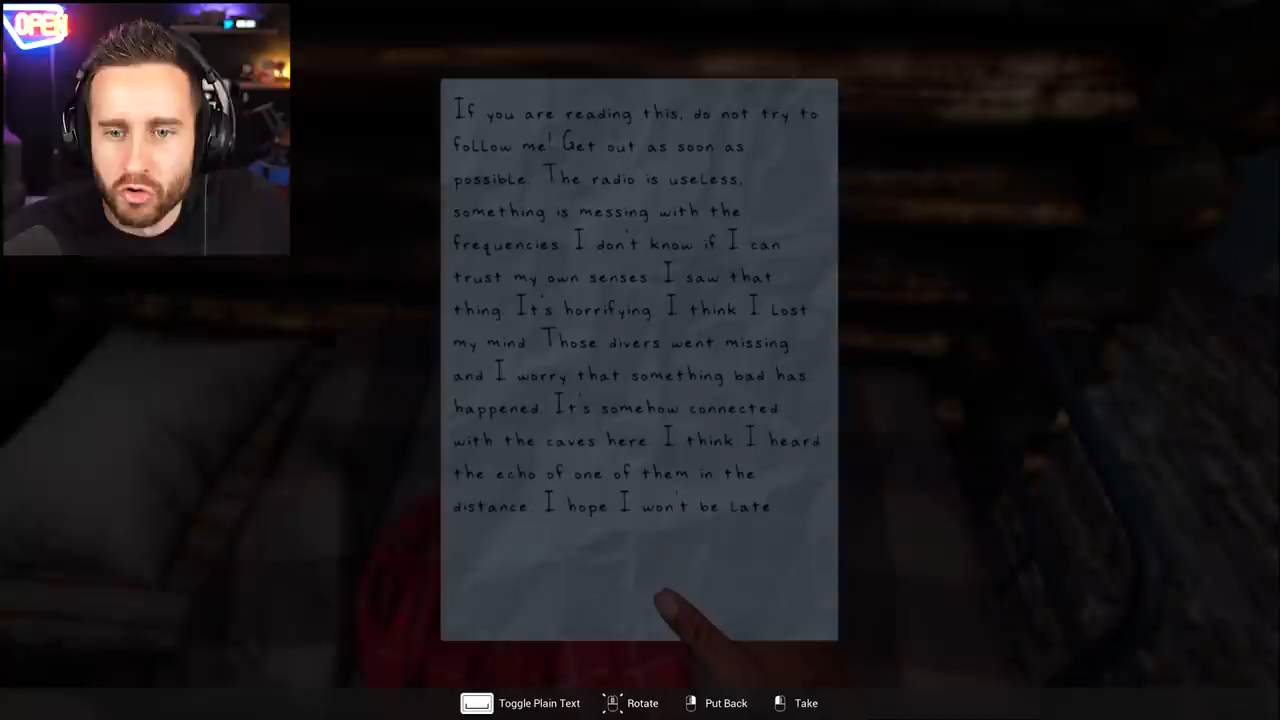 OPEN
If you are reading this, do not try to
follow me! Get out as soon as
possible. The radio is useless,
something is messing with the
frequencies. I don't know if I can
trust my own senses. I saw that
thing. It's horrifying. I think I lost
my mind. Those divers went missing
and I worry that something bad has
happened. It's somehow connected
with the caves here. I think I heard
the echo of one of them in the
distance. I hope I won't be late
Toggle Plain Text Rotate Put Back Take